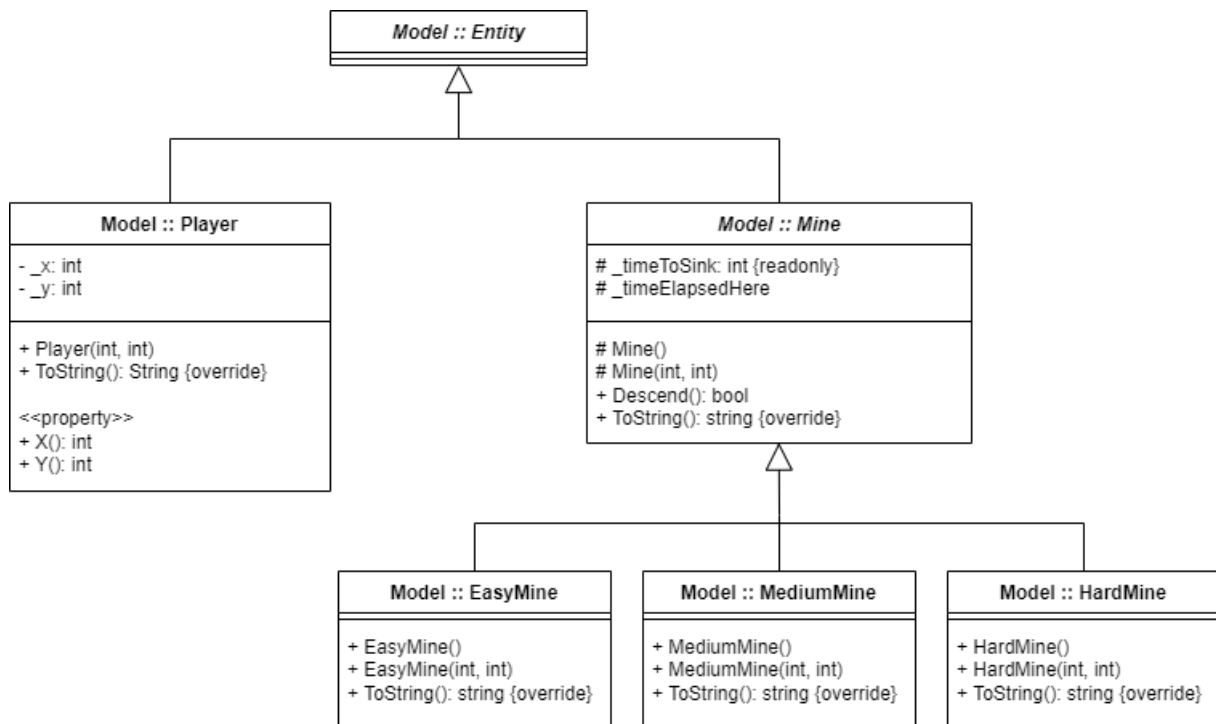 Model :: Entity
Model :: Player
- _x: int
- _y: int
+ Player(int, int)
+ ToString(): String {override}
<<property>>
+ X(): int
+ Y(): int
Model :: Mine
# _timeToSink: int {readonly}
# _timeElapsedHere
# Mine()
# Mine(int, int)
+ Descend(): bool
+ ToString(): string {override}
Model :: EasyMine
+ EasyMine()
+ EasyMine(int, int)
+ ToString(): string {override}
Model :: MediumMine
+ MediumMine()
+ MediumMine(int, int)
+ ToString(): string {override}
Model :: HardMine
+ HardMine()
+ HardMine(int, int)
+ ToString(): string {override}